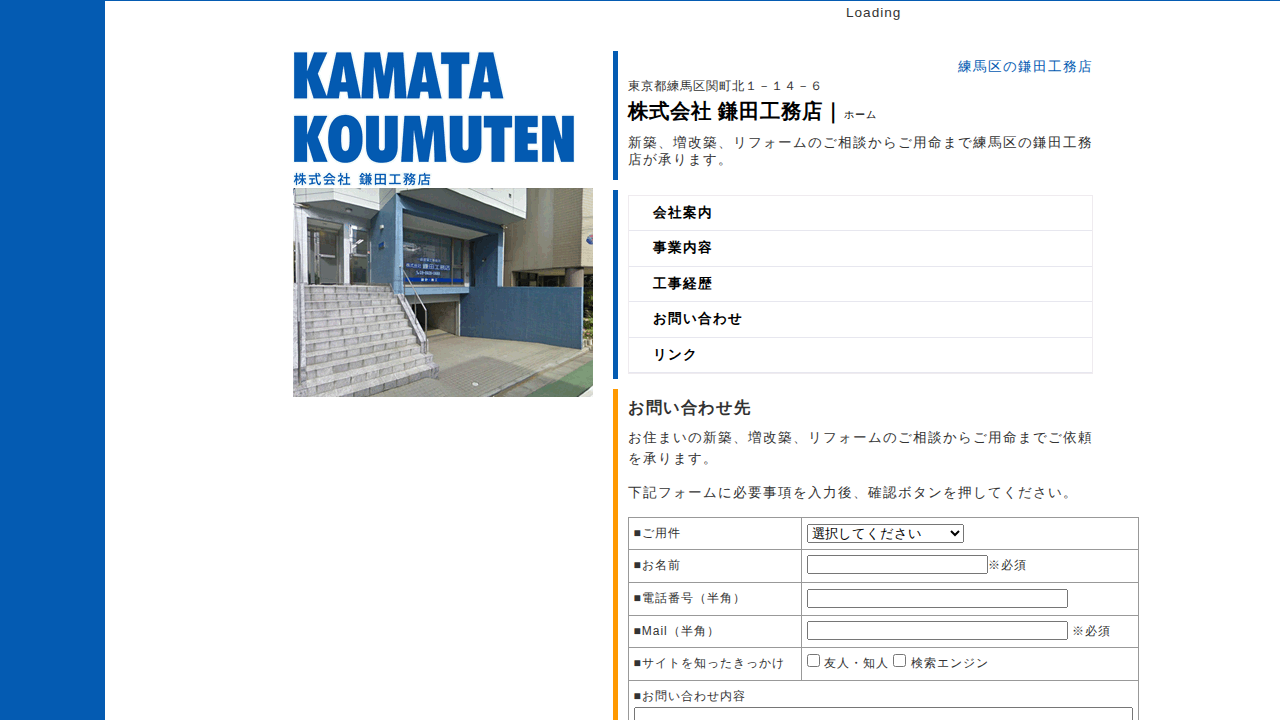 Loading
KAMATA
KOUMUTEN
株式会社 鎌田工務店
練馬区の鎌田工務店
東京都練馬区関町北１－１４－６
株式会社 鎌田工務店 | ホーム
新築、増改築、リフォームのご相談からご用命まで練馬区の鎌田工務
店が承ります。
会社案内
事業内容
工事経歴
お問い合わせ
リンク
お問い合わせ先
お住まいの新築、増改築、リフォームのご相談からご用命までご依頼
を承ります。
下記フォームに必要事項を入力後、確認ボタンを押してください。
■ご用件 選択してください
■お名前 ※必須
■電話番号（半角）
■Mail（半角） ※必須
■サイトを知ったきっかけ 友人・知人 検索エンジン
■お問い合わせ内容